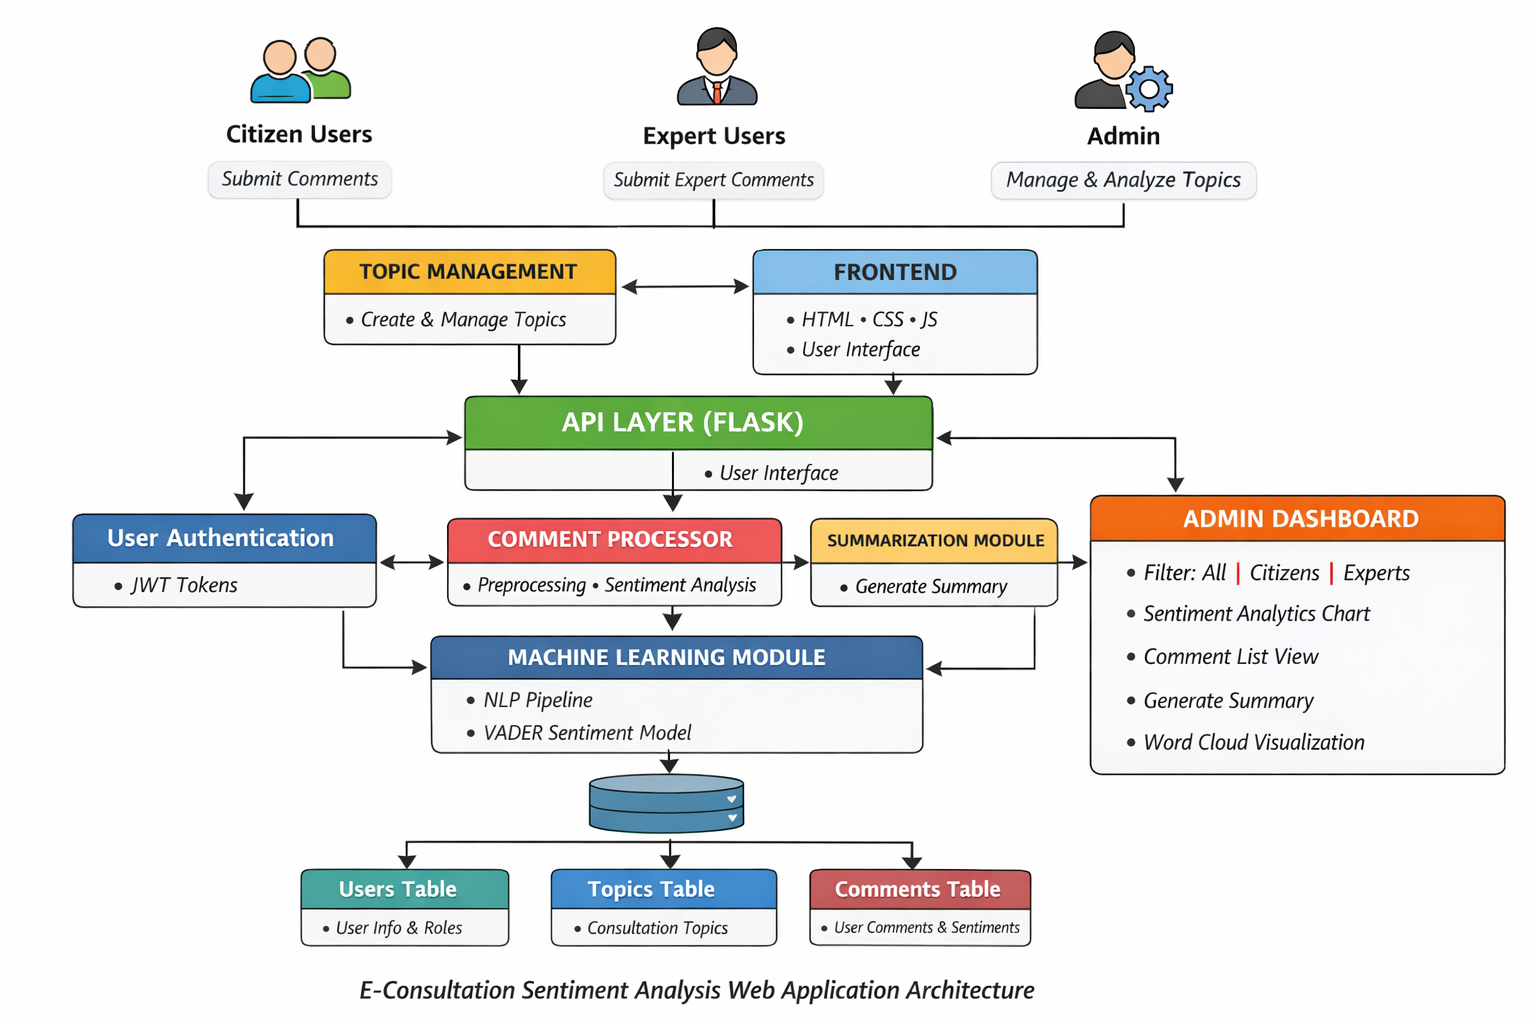 Citizen Users
Expert Users
Admin
Submit Comments
Submit Expert Comments
Manage & Analyze Topics
TOPIC MANAGEMENT
• Create & Manage Topics
FRONTEND
• HTML • CSS • JS
• User Interface
API LAYER (FLASK)
• User Interface
User Authentication
• JWT Tokens
COMMENT PROCESSOR
• Preprocessing • Sentiment Analysis
SUMMARIZATION MODULE
• Generate Summary
ADMIN DASHBOARD
• Filter: All | Citizens | Experts
• Sentiment Analytics Chart
• Comment List View
• Generate Summary
• Word Cloud Visualization
MACHINE LEARNING MODULE
• NLP Pipeline
• VADER Sentiment Model
Users Table
• User Info & Roles
Topics Table
• Consultation Topics
Comments Table
• User Comments & Sentiments
E-Consultation Sentiment Analysis Web Application Architecture